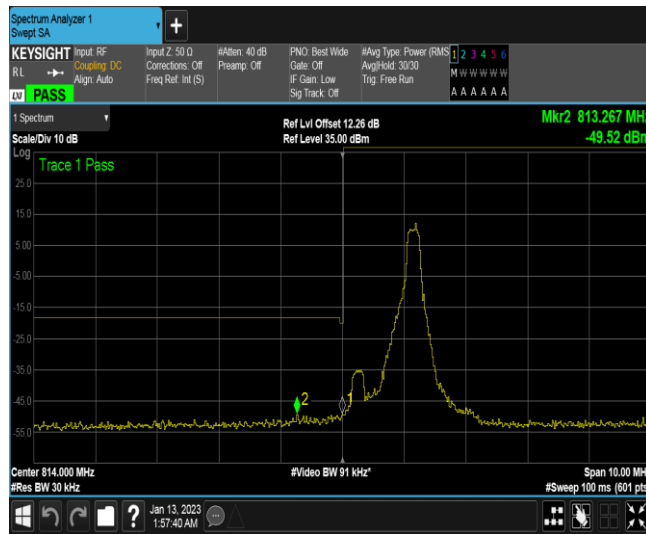 Spectrum Analyzer 1
Swept SA
+
KEYSIGHT Input: RF Input Z: 50 Ω #Atten: 40 dB PNO: Best Wide #Avg Type: Power (RMS 1 2 3 4 5 6
RL Coupling: DC Corrections: Off Preamp: Off Gate: Off Avg|Hold: 30/30 M W W W W W
Align: Auto Freq Ref: Int (S) IF Gain: Low Trig: Free Run
LXI PASS Sig Track: Off A A A A A A
1 Spectrum Ref Lvl Offset 12.26 dB Mkr2 813.267 MHz
Scale/Div 10 dB Ref Level 35.00 dBm -49.52 dBm
Log
Trace 1 Pass
25.0
15.0
5.00
-5.00
-15.0
-25.0
-35.0
-45.0
2 1
-55.0
Center 814.000 MHz #Video BW 91 kHz* Span 10.00 MH
#Res BW 30 kHz #Sweep 100 ms (601 pts
? Jan 13, 2023
1:57:40 AM